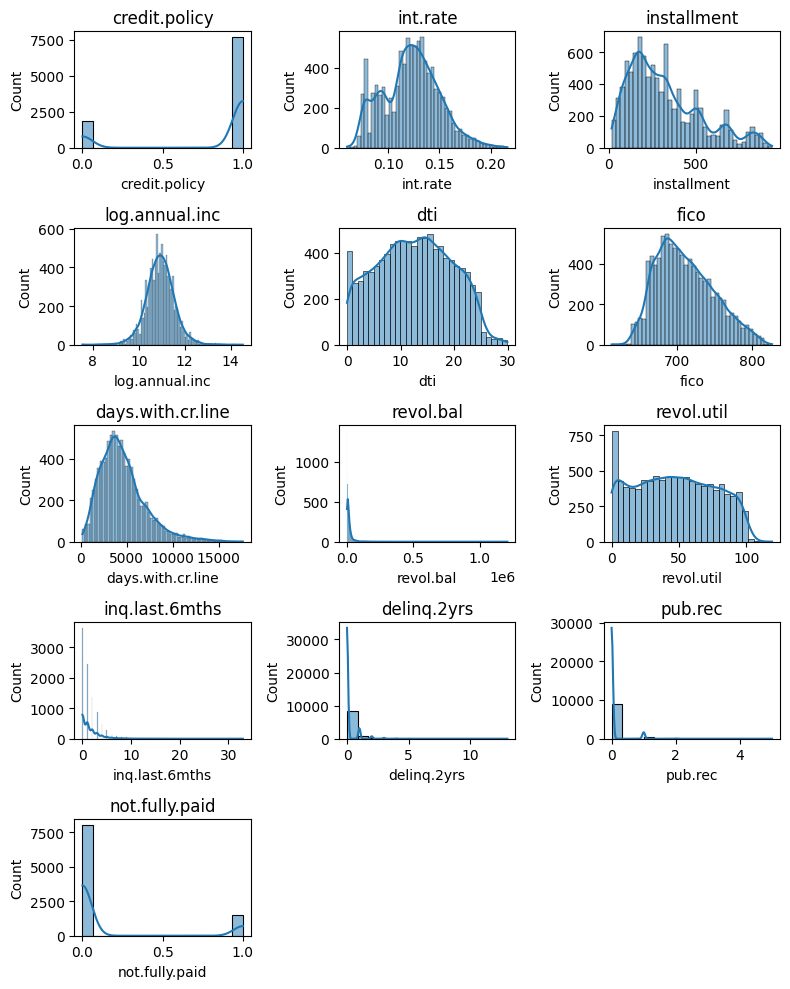 credit.policy int.rate installment
7500 5000 2500 0 Count 0.0 0.5 1.0 credit.policy
400 200 0 Count 0.10 0.15 0.20 int.rate
600 400 200 0 Count 0 500 installment
log.annual.inc dti fico
600 400 200 0 Count 8 10 12 14 log.annual.inc
400 200 0 Count 0 10 20 30 dti
400 200 0 Count 700 800 fico
days.with.cr.line revol.bal revol.util
400 200 0 Count 0 5000 10000 15000 days.with.cr.line
1000 500 0 Count 0.0 0.5 1.0 revol.bal 1e6
750 500 250 0 Count 0 50 100 revol.util
inq.last.6mths delinq.2yrs pub.rec
3000 2000 1000 0 Count 0 10 20 30 inq.last.6mths
30000 20000 10000 0 Count 0 5 10 delinq.2yrs
30000 20000 10000 0 Count 0 2 4 pub.rec
not.fully.paid
7500 5000 2500 0 Count 0.0 0.5 1.0 not.fully.paid